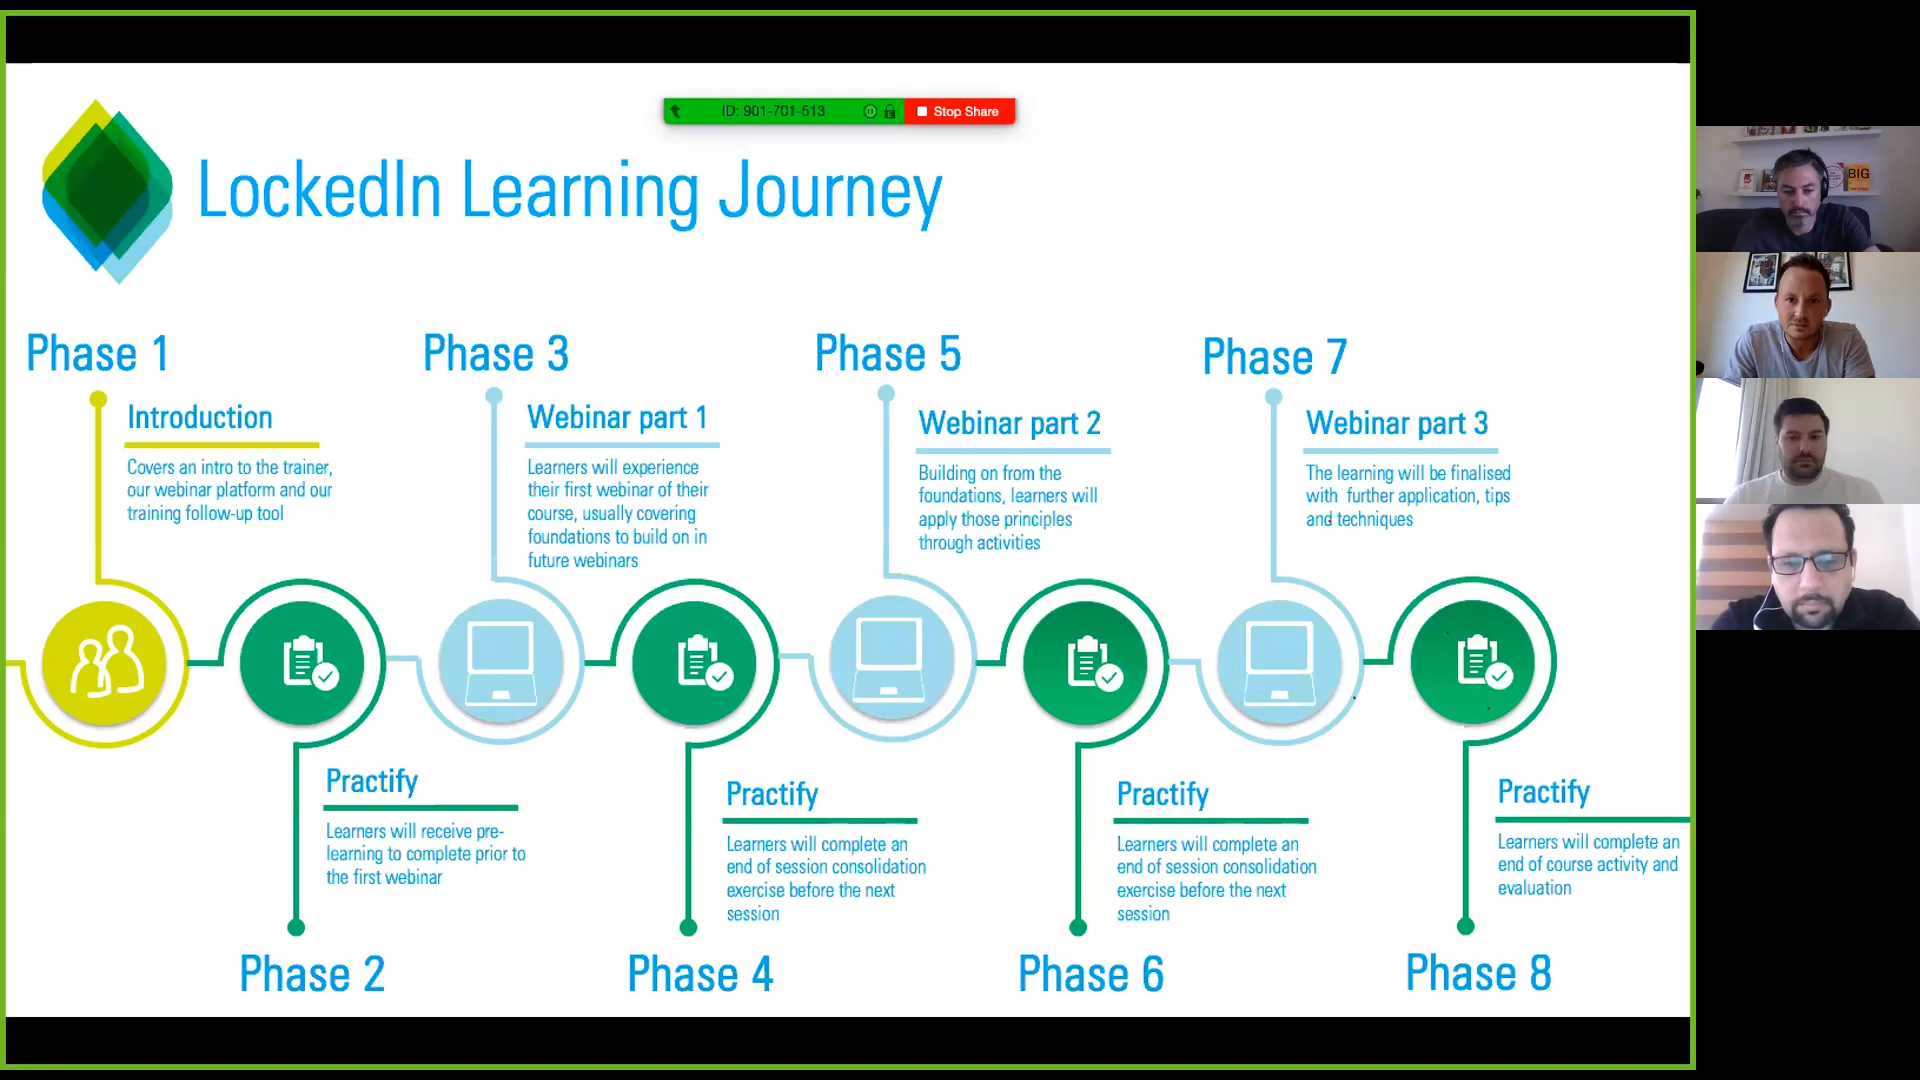 ID: 901-701-513
Stop Share
LockedIn Learning Journey
Phase 1
Introduction
Covers an intro to the trainer,
our webinar platform and our
training follow-up tool
Phase 3
Webinar part 1
Learners will experience
their first webinar of their
course, usually covering
foundations to build on in
future webinars
Phase 5
Webinar part 2
Building on from the
foundations, learners will
apply those principles
through activities
Phase 7
Webinar part 3
The learning will be finalised
with further application, tips
and techniques
Practify
Learners will receive pre-
learning to complete prior to
the first webinar
Phase 2
Practify
Learners will complete an
end of session consolidation
exercise before the next
session
Phase 4
Practify
Learners will complete an
end of session consolidation
exercise before the next
session
Phase 6
Practify
Learners will complete an
end of course activity and
evaluation
Phase 8
BIG